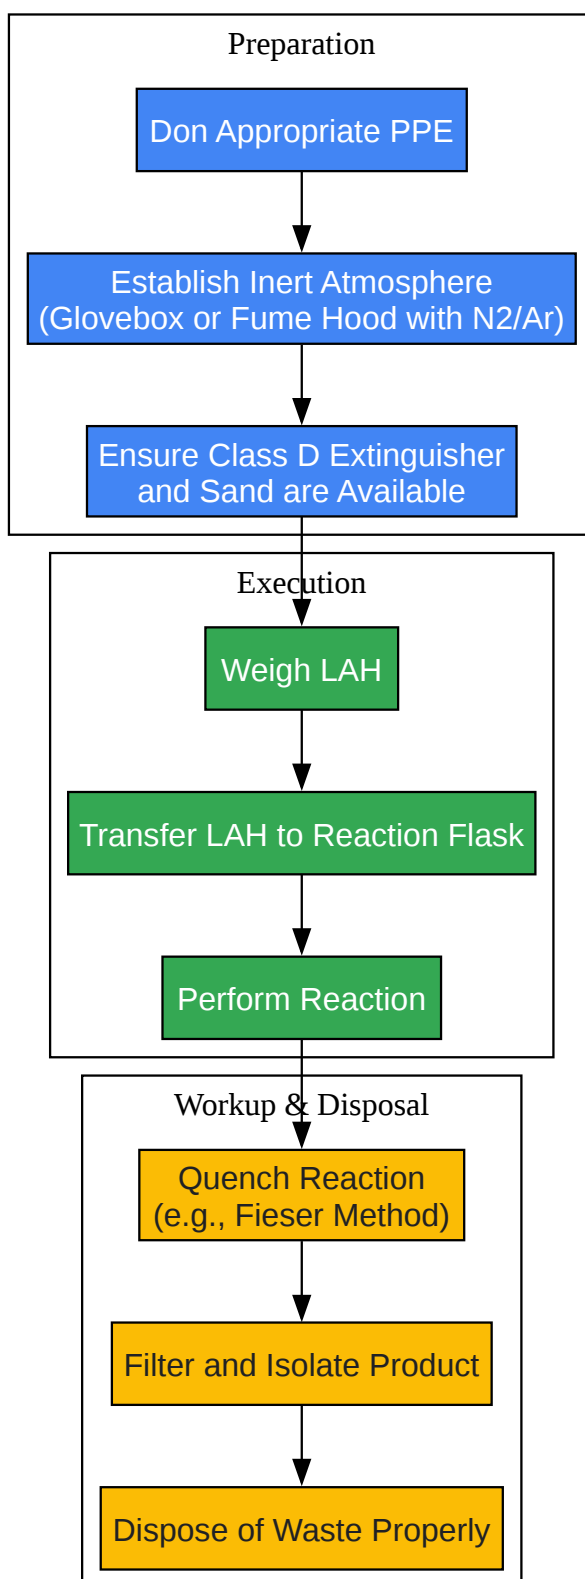 Preparation
Don Appropriate PPE
Establish Inert Atmosphere
(Glovebox or Fume Hood with N2/Ar)
Ensure Class D Extinguisher
and Sand are Available
Execution
Weigh LAH
Transfer LAH to Reaction Flask
Perform Reaction
Workup & Disposal
Quench Reaction
(e.g., Fieser Method)
Filter and Isolate Product
Dispose of Waste Properly